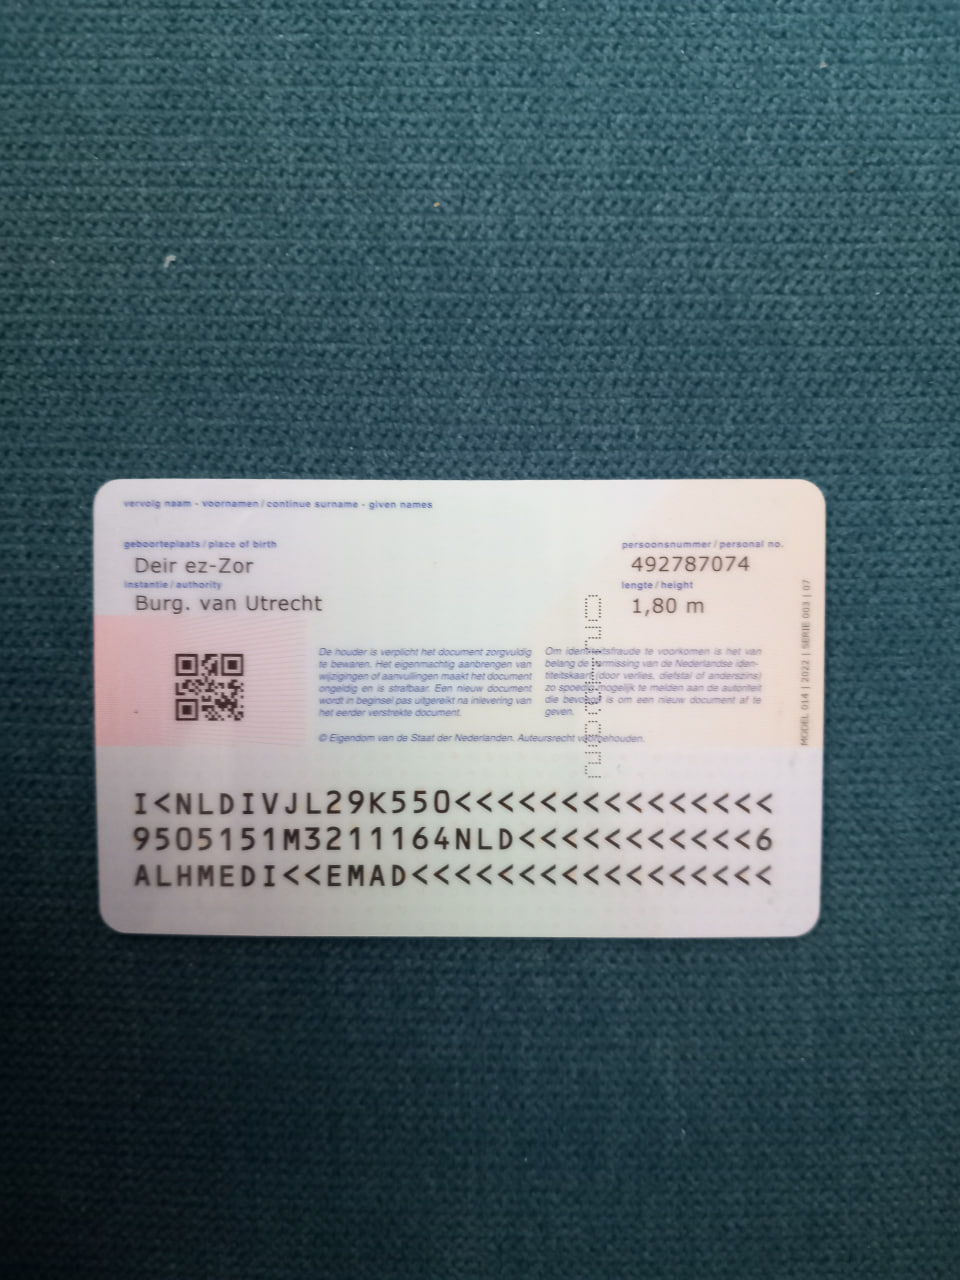 vervolg naam - voornamen / continue surname - given names
geboorteplaats / place of birth
Deir ez-Zor
instantie / authority
Burg. van Utrecht
persoonsnummer / personal no.
492787074
lengte / height
1,80 m
De houder is verplicht het document zorgvuldig
te bewaren. Het eigenmachtig aanbrengen van
wijzigingen of aanvullingen maakt het document
ongeldig en is strafbaar. Een nieuw document
wordt in beginsel pas uitgereikt na inlevering van
het eerder verstrekte document.
Om identiteitsfraude te voorkomen is het van
belang de vermissing van de Nederlandse iden-
titeitskaart (door verlies, diefstal of anderszins)
zo spoedig mogelijk te melden aan de autoriteit
die bevoegd is om een nieuw document af te
geven.
© Eigendom van de Staat der Nederlanden. Auteursrecht voorbehouden.
MODEL 014 | 2022 | SERIE 003 | 07
I<NLDIVJL29K550<<<<<<<<<<<<<<<
9505151M3211164NLD<<<<<<<<<<<6
ALHMEDI<<EMAD<<<<<<<<<<<<<<<<<